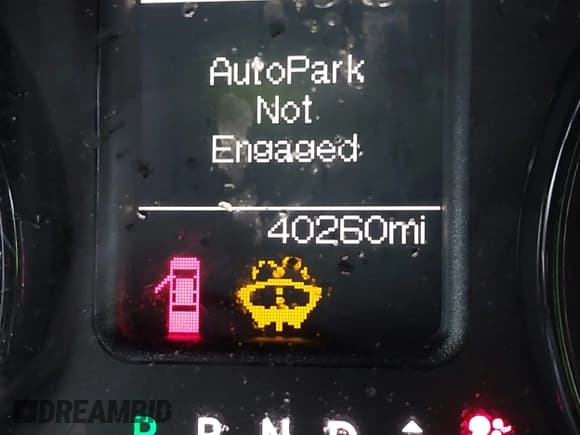 AutoPark
Not
Engaged
40260mi
P R N D
DREAMBID